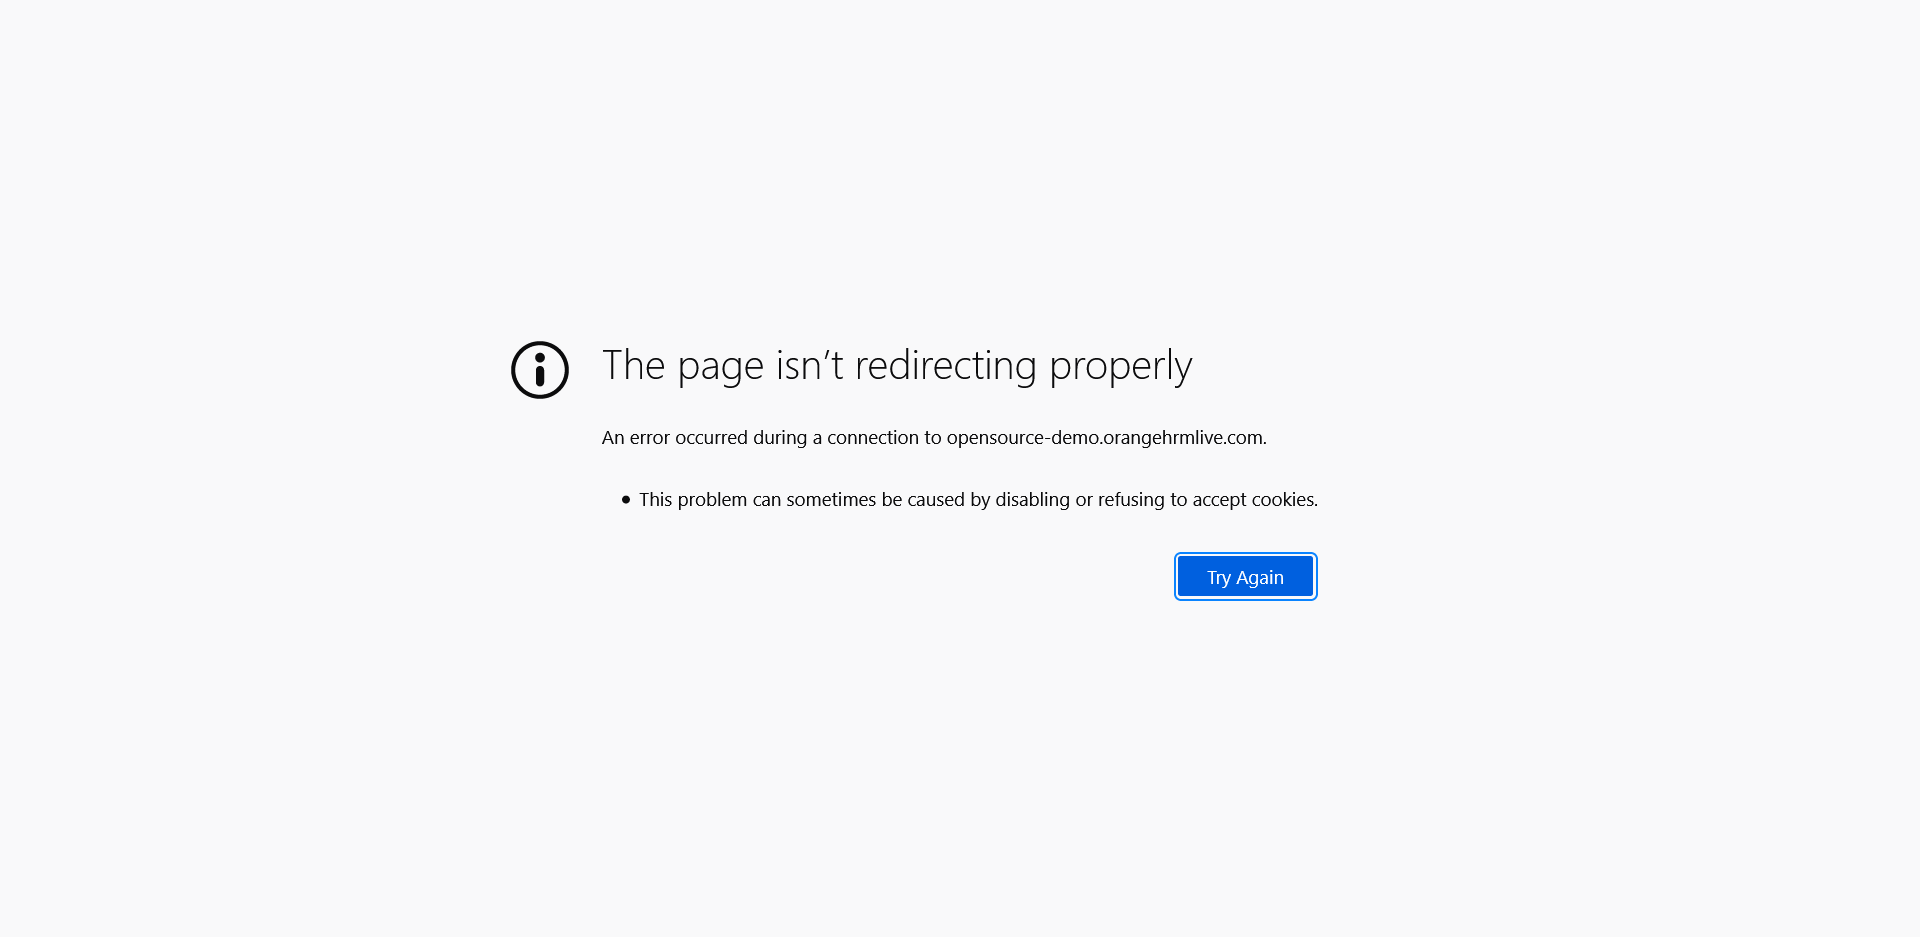 The page isn’t redirecting properly
An error occurred during a connection to opensource-demo.orangehrmlive.com.
• This problem can sometimes be caused by disabling or refusing to accept cookies.
Try Again